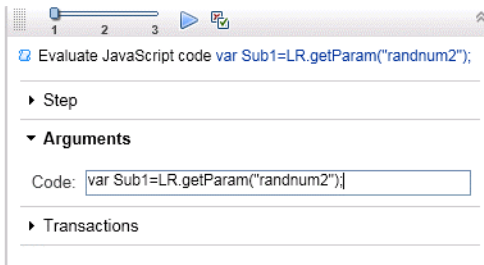 1 2 3
Evaluate JavaScript code var Sub1=LR.getParam("randnum2");
Step
Arguments
Code: var Sub1=LR.getParam("randnum2");
Transactions